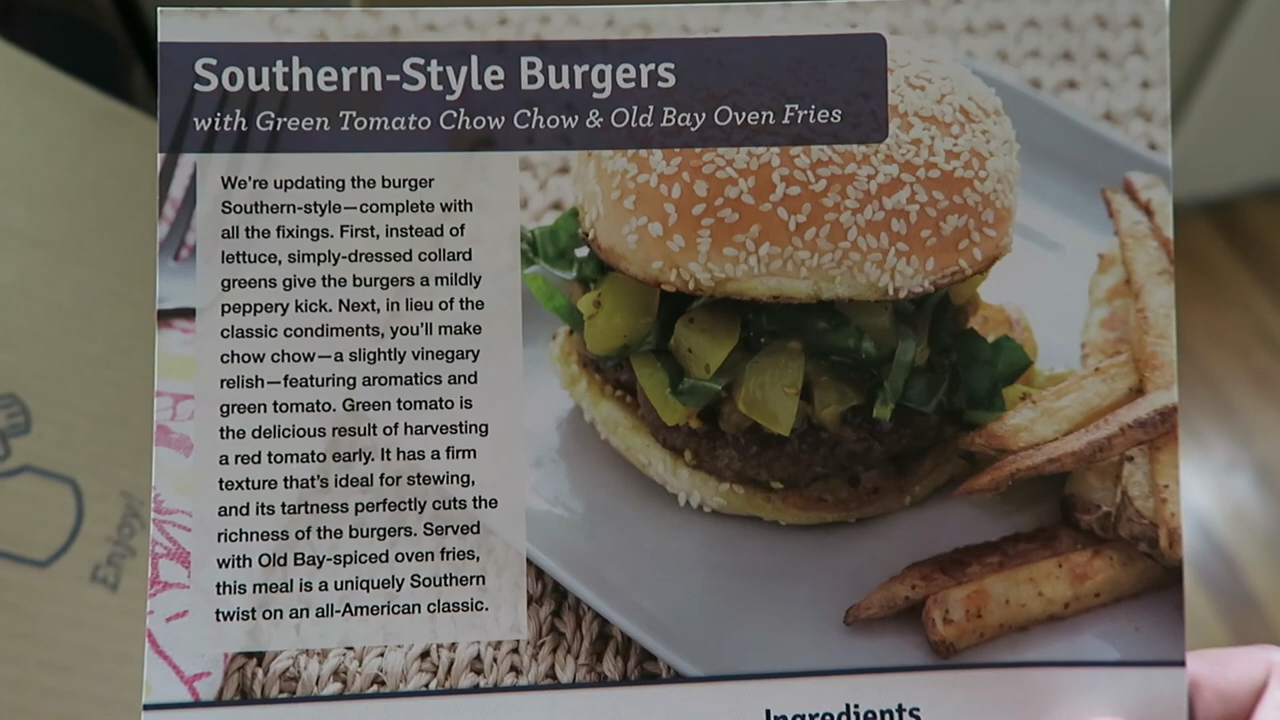 Southern-Style Burgers
with Green Tomato Chow Chow & Old Bay Oven Fries
We're updating the burger
Southern-style—complete with
all the fixings. First, instead of
lettuce, simply-dressed collard
greens give the burgers a mildly
peppery kick. Next, in lieu of the
classic condiments, you'll make
chow chow—a slightly vinegary
relish—featuring aromatics and
green tomato. Green tomato is
the delicious result of harvesting
a red tomato early. It has a firm
texture that's ideal for stewing,
and its tartness perfectly cuts the
richness of the burgers. Served
with Old Bay-spiced oven fries,
this meal is a uniquely Southern
twist on an all-American classic.
Enjoy!
Ingredients